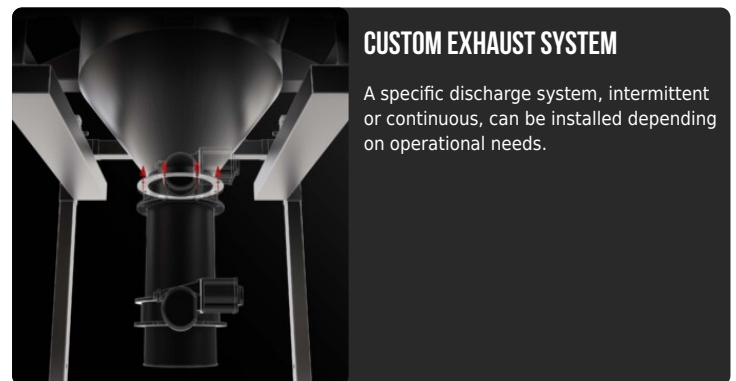 CUSTOM EXHAUST SYSTEM
A specific discharge system, intermittent
or continuous, can be installed depending
on operational needs.